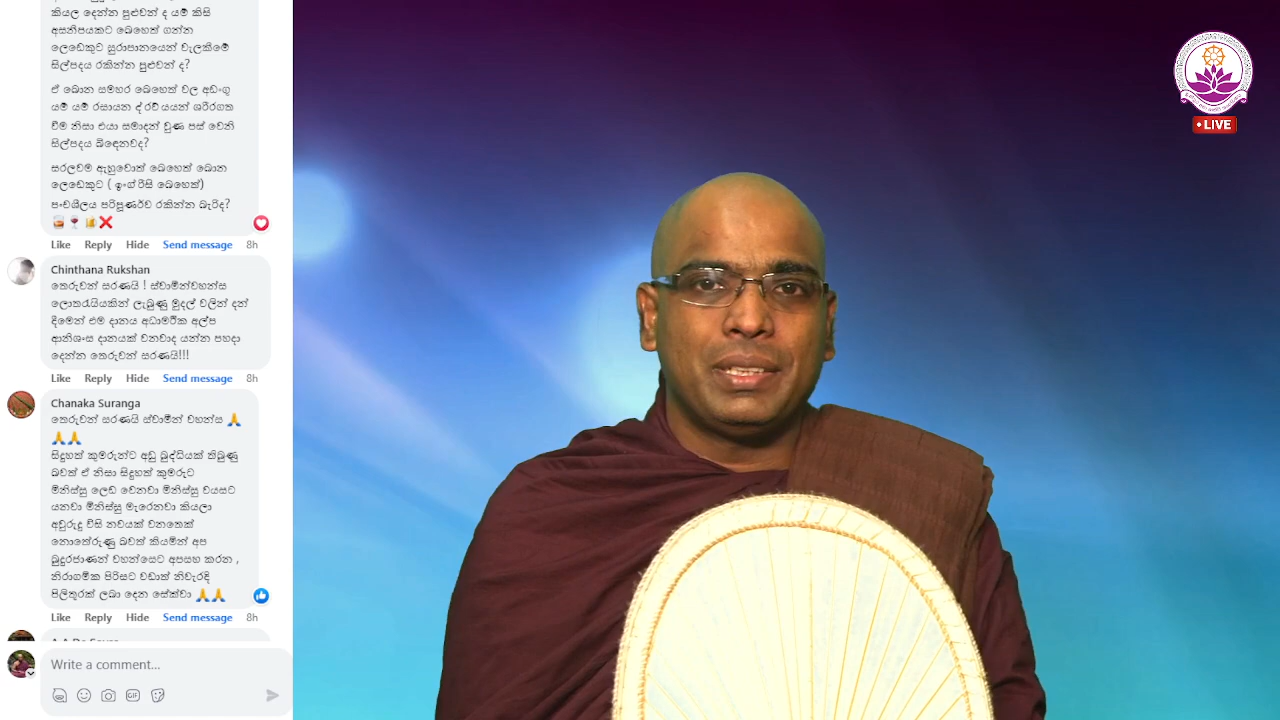 කියල දෙන්න පුළුවන් ද යම් කිසි
අසනීපයකට බෙහෙත් ගන්න
ලෙඩෙකුට සුරාපානයෙන් වැලකීමේ
සිල්පදය රකින්න පුළුවන් ද?
ඒ බොන සමහර බෙහෙත් වල අඩංගු
යම් යම් රසායන ද්‍රව්‍යයන් ශරීරගත
වීම නිසා එයා සමාදන් වුණ පස් වෙනි
සිල්පදය බිඳෙනවද?
සරලවම ඇහුවොත් බෙහෙත් බොන
ලෙඩෙකුට ( ඉංග්‍රීසි බෙහෙත්)
පංචශීලය පරිපූර්ණව රකින්න බැරිද?
🥃🍷🍺❌
Like Reply Hide Send message 8h
Chinthana Rukshan
තෙරුවන් සරණයි ! ස්වාමීන්වහන්ස
ලොතරැයියකින් ලැබුණු මුදල් වලින් දන්
දීමෙන් එම දානය අධාර්මික අල්ප
ආනිශංස දානයක් වනවාද යන්න පහදා
දෙන්න තෙරුවන් සරණයි!!!
Like Reply Hide Send message 8h
Chanaka Suranga
තෙරුවන් සරණයි ස්වාමීන් වහන්ස 🙏
🙏🙏
සිදුහත් කුමරුන්ට අඩු බුද්ධියක් තිබුණු
බවත් ඒ නිසා සිදුහත් කුමරුට
මිනිස්සු ලෙඩ වෙනවා මිනිස්සු වයසට
යනවා මිනිස්සු මැරෙනවා කියලා
අවුරුදු විසි නවයක් වනතෙක්
නොතේරුණු බවත් කියමින් අප
බුදුරජාණන් වහන්සෙට අපහස කරන ,
නිරාගමික පිරිසට වඩාත් නිවැරදි
පිලිතුරක් ලබා දෙන සේක්වා 🙏🙏
Like Reply Hide Send message 8h
Write a comment...
GIF
• LIVE